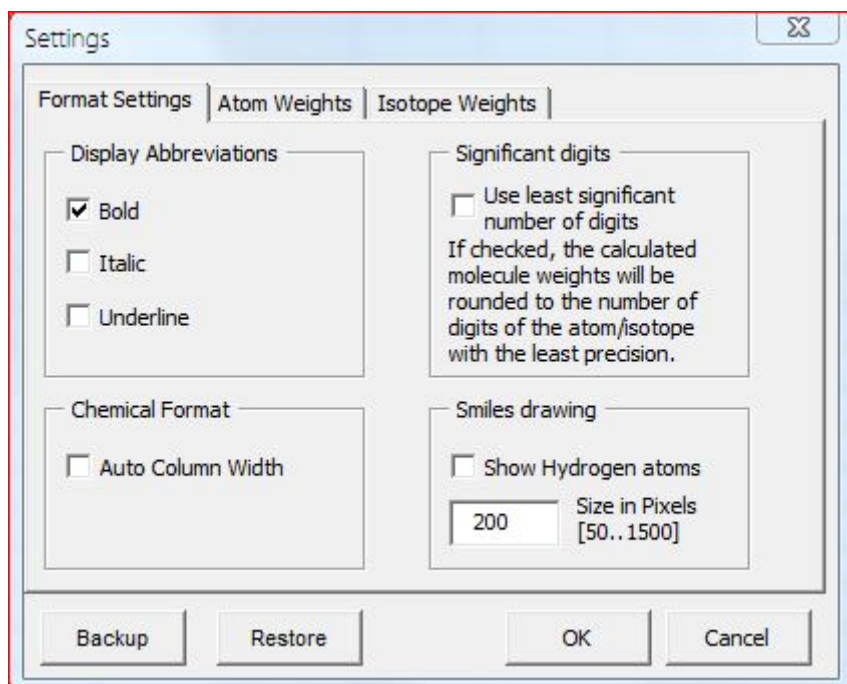 Settings
Format Settings Atom Weights Isotope Weights
Display Abbreviations
Bold
Italic
Underline
Significant digits
Use least significant
number of digits
If checked, the calculated
molecule weights will be
rounded to the number of
digits of the atom/isotope
with the least precision.
Chemical Format
Auto Column Width
Smiles drawing
Show Hydrogen atoms
200
Size in Pixels
[50..1500]
Backup Restore OK Cancel